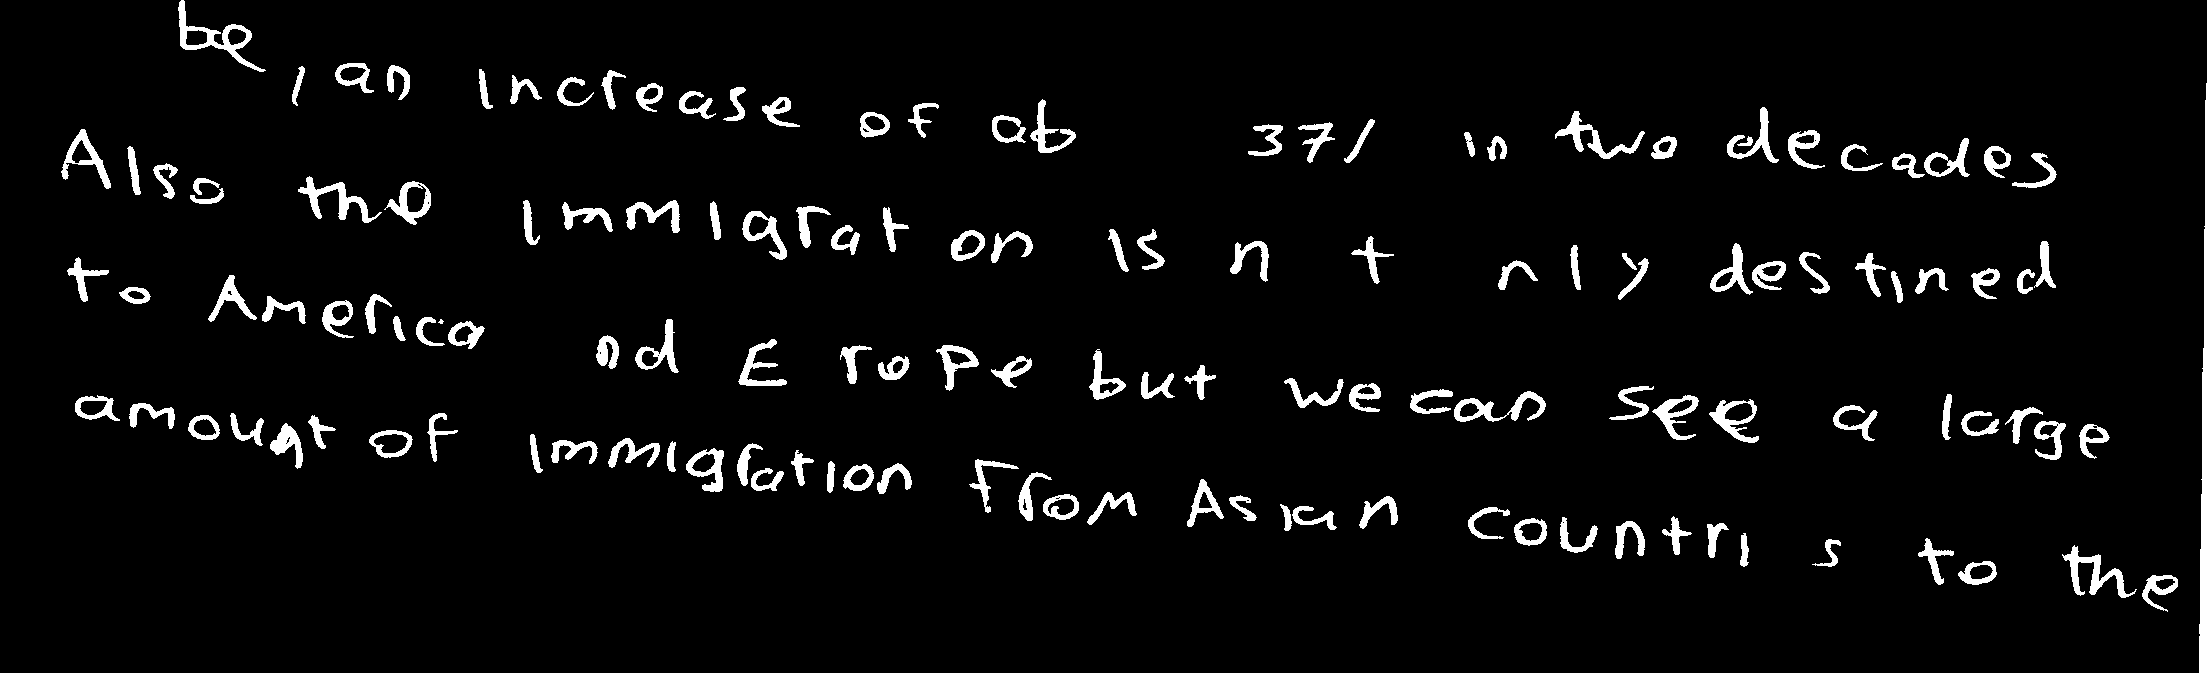 be, an increase of ab 37/ in two decades
Also the immigrat on is n t nly destined
to America nd E rope but we can see a large
amount of immigration from Asian countri s to the